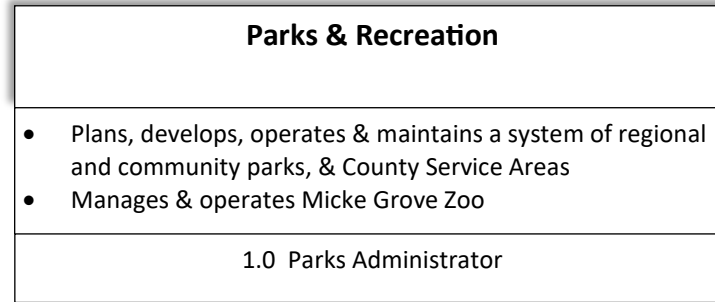 Parks & Recreation
• Plans, develops, operates & maintains a system of regional
and community parks, & County Service Areas
• Manages & operates Micke Grove Zoo
1.0 Parks Administrator